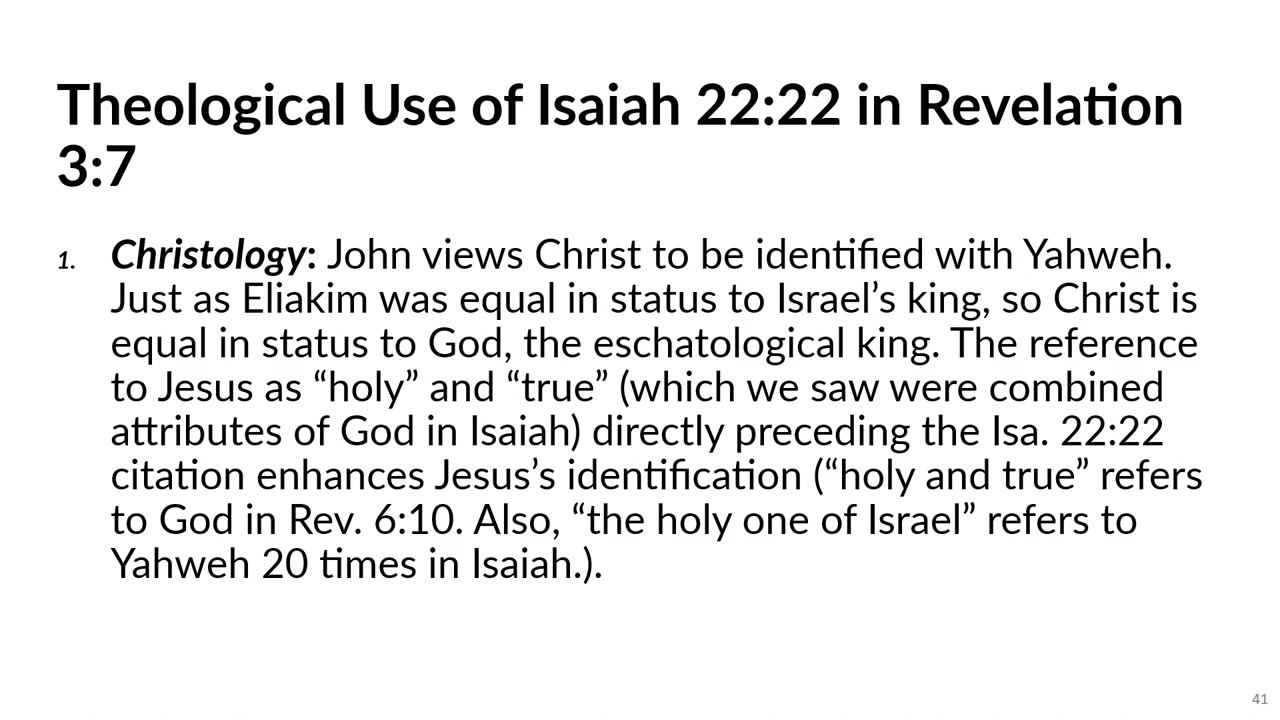 Theological Use of Isaiah 22:22 in Revelation
3:7
1. Christology: John views Christ to be identified with Yahweh.
Just as Eliakim was equal in status to Israel’s king, so Christ is
equal in status to God, the eschatological king. The reference
to Jesus as “holy” and “true” (which we saw were combined
attributes of God in Isaiah) directly preceding the Isa. 22:22
citation enhances Jesus’s identification (“holy and true” refers
to God in Rev. 6:10. Also, “the holy one of Israel” refers to
Yahweh 20 times in Isaiah.).
41